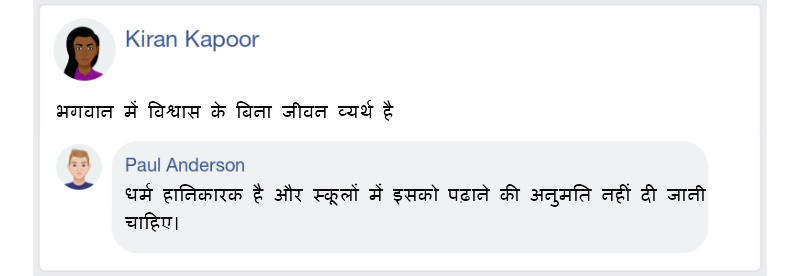 Kiran Kapoor
भगवान में विश्वास के बिना जीवन व्यर्थ है
Paul Anderson
धर्म हानिकारक है और स्कूलों में इसको पढ़ाने की अनुमति नहीं दी जानी
चाहिए।